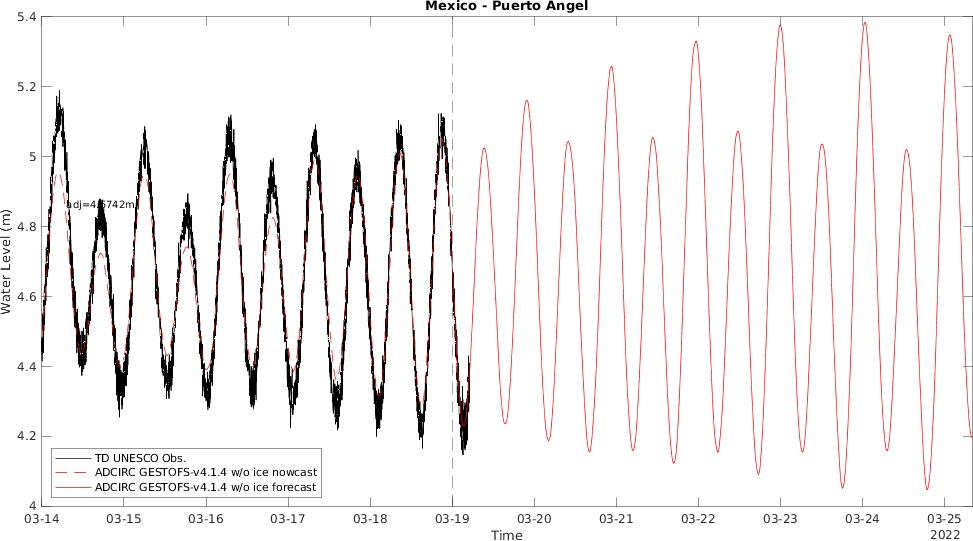 Mexico - Puerto Angel
5.4
5.2
5
4.8
4.6
4.4
4.2
4
Water Level (m)
adj=4.6742m
TD UNESCO Obs.
ADCIRC GESTOFS-v4.1.4 w/o ice nowcast
ADCIRC GESTOFS-v4.1.4 w/o ice forecast
03-14 03-15 03-16 03-17 03-18 03-19 03-20 03-21 03-22 03-23 03-24 03-25
2022
Time